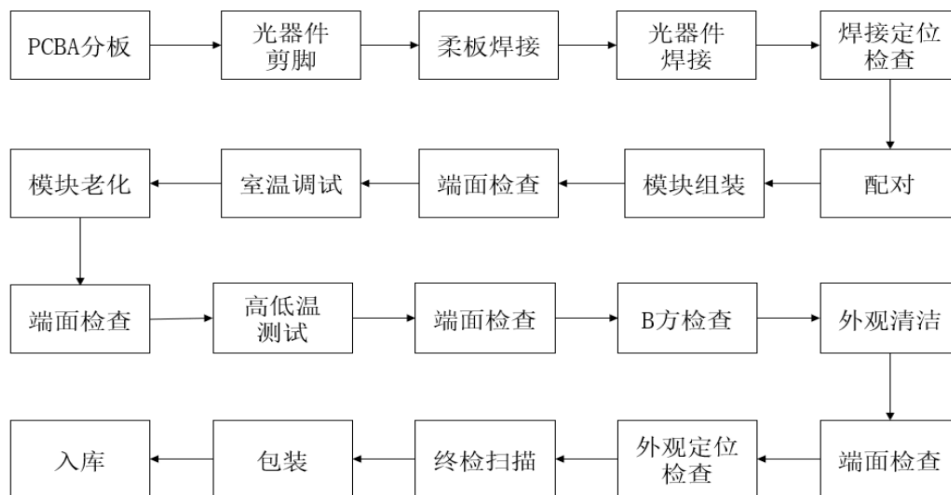 PCBA分板
光器件
剪脚
柔板焊接
光器件
焊接
焊接定位
检查
模块老化
室温调试
端面检查
模块组装
配对
端面检查
高低温
测试
端面检查
B方检查
外观清洁
入库
包装
终检扫描
外观定位
检查
端面检查